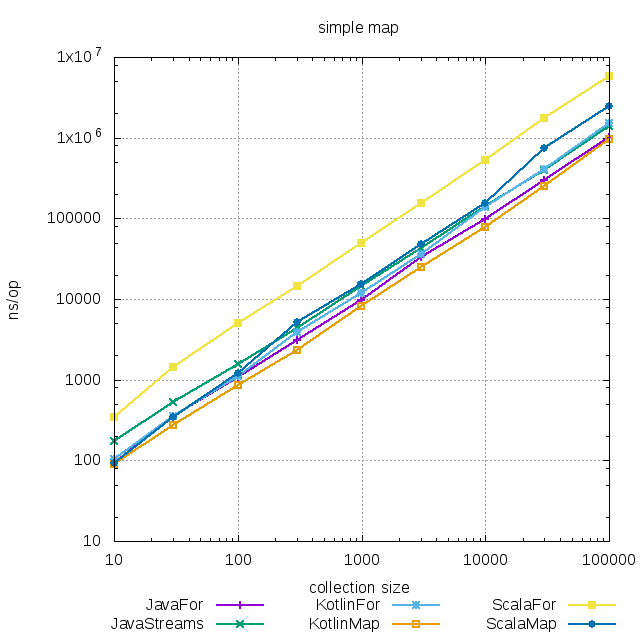 simple map
1x10^7
1x10^6
100000
10000
1000
100
10
ns/op
10 100 1000 10000 100000
collection size
JavaFor KotlinFor ScalaFor
JavaStreams KotlinMap ScalaMap